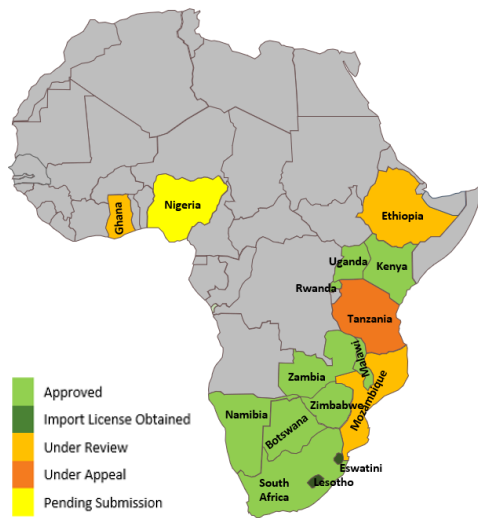 Nigeria
Ghana
Ethiopia
Uganda
Kenya
Rwanda
Tanzania
Malawi
Zambia
Mozambique
Zimbabwe
Namibia
Botswana
Eswatini
Lesotho
South
Africa
Approved
Import License Obtained
Under Review
Under Appeal
Pending Submission